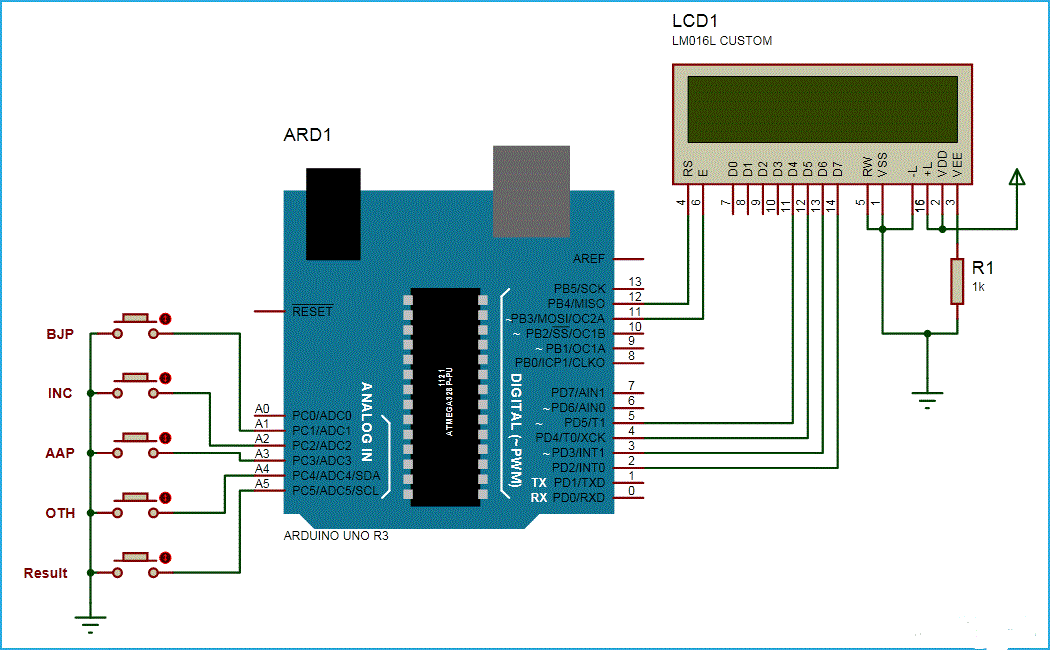 LCD1
LM016L CUSTOM
RS
E
D0
D1
D2
D3
D4
D5
D6
D7
RW
VSS
-L
+L
VDD
VEE
4
6
7
8
9
10
11
12
13
14
5
1
16
2
3
R1
1k
ARD1
AREF
RESET
PB5/SCK 13
PB4/MISO 12
~PB3/MOSI/OC2A 11
~ PB2/SS/OC1B 10
~ PB1/OC1A 9
PB0/ICP1/CLKO 8
PD7/AIN1 7
~PD6/AIN0 6
~ PD5/T1 5
PD4/T0/XCK 4
~PD3/INT1 3
PD2/INT0 2
TX PD1/TXD 1
RX PD0/RXD 0
DIGITAL (~PWM)
1121
ATMEGA328P-PU
ANALOG IN
A0 PC0/ADC0
A1 PC1/ADC1
A2 PC2/ADC2
A3 PC3/ADC3
A4 PC4/ADC4/SDA
A5 PC5/ADC5/SCL
ARDUINO UNO R3
BJP
INC
AAP
OTH
Result